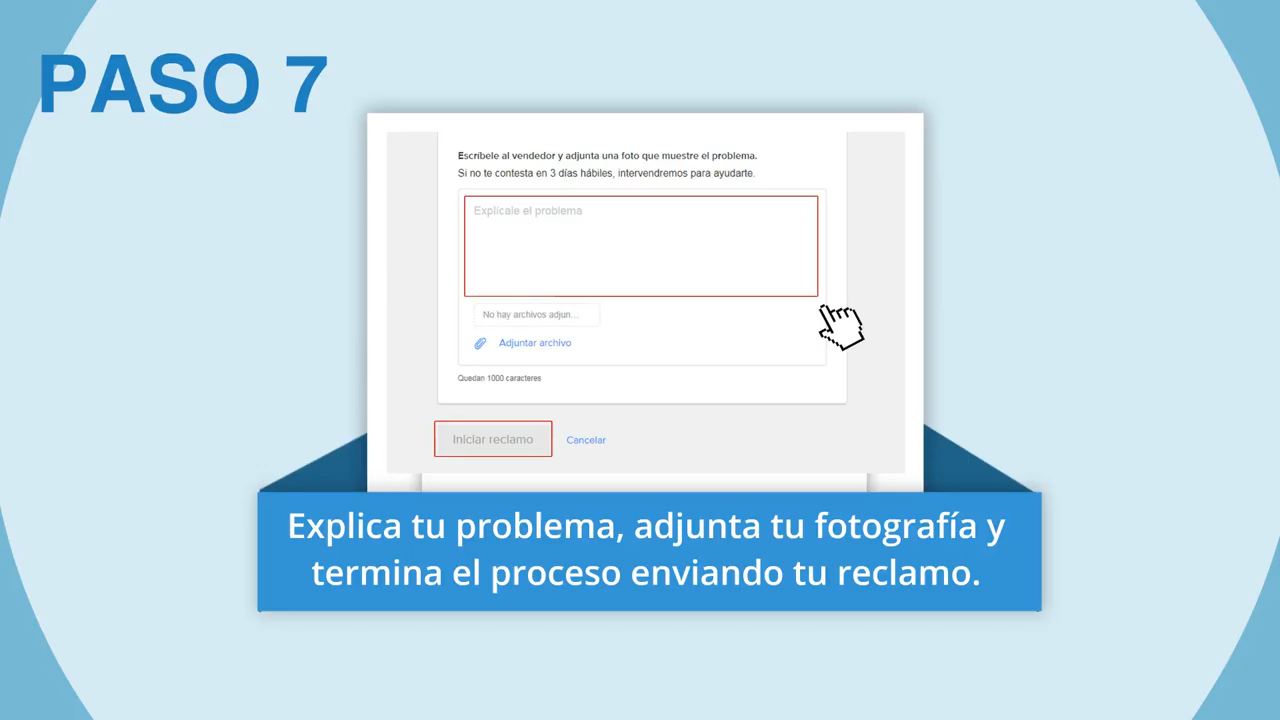 PASO 7
Escríbele al vendedor y adjunta una foto que muestre el problema.
Si no te contesta en 3 días hábiles, intervendremos para ayudarte.
Explícale el problema
No hay archivos adjun...
Adjuntar archivo
Quedan 1000 caracteres
Iniciar reclamo
Cancelar
Explica tu problema, adjunta tu fotografía y
termina el proceso enviando tu reclamo.